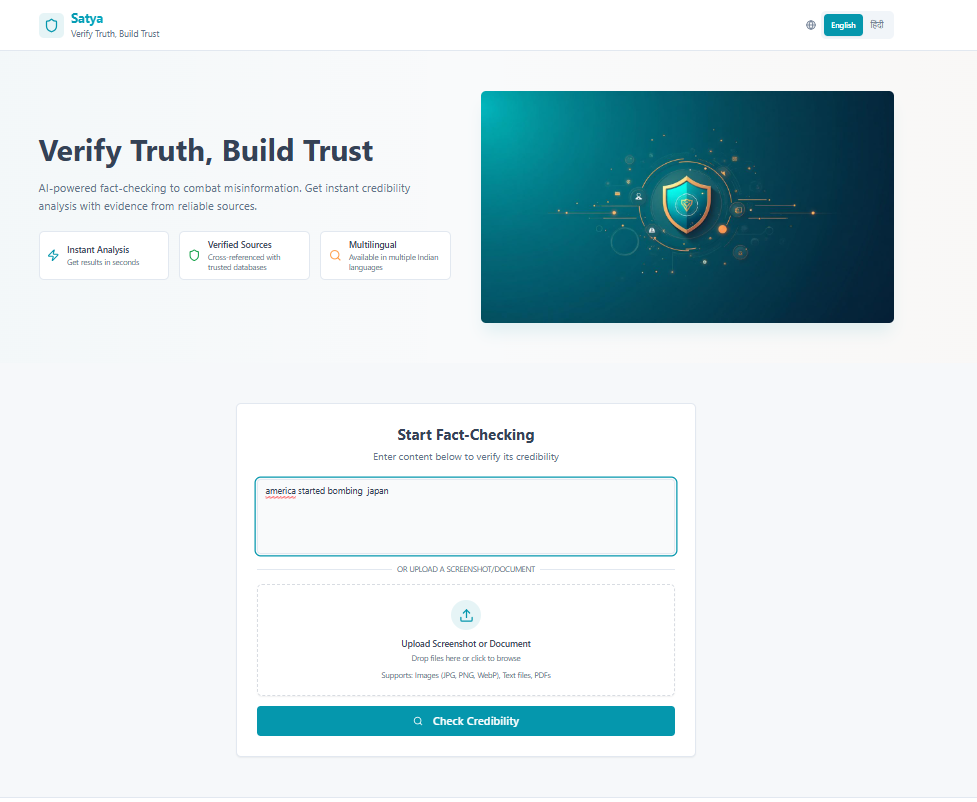 Satya
Verify Truth, Build Trust
English
हिंदी
Verify Truth, Build Trust
AI-powered fact-checking to combat misinformation. Get instant credibility
analysis with evidence from reliable sources.
Instant Analysis
Get results in seconds
Verified Sources
Cross-referenced with
trusted databases
Multilingual
Available in multiple Indian
languages
Start Fact-Checking
Enter content below to verify its credibility
america started bombing  japan
OR UPLOAD A SCREENSHOT/DOCUMENT
Upload Screenshot or Document
Drop files here or click to browse
Supports: Images (JPG, PNG, WebP), Text files, PDFs
Check Credibility